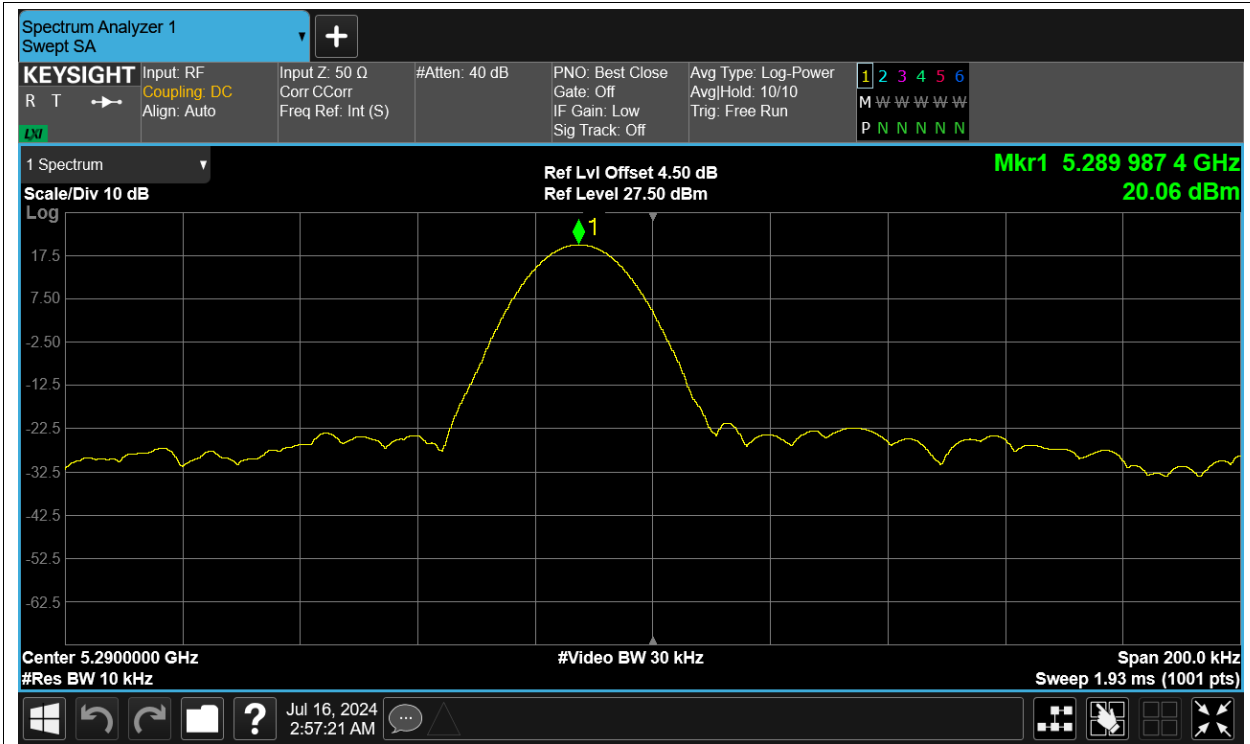 Spectrum Analyzer 1
Swept SA
+
KEYSIGHT
R T
LXI
Input: RF
Coupling: DC
Align: Auto
Input Z: 50 Ω
Corr CCorr
Freq Ref: Int (S)
#Atten: 40 dB
PNO: Best Close
Gate: Off
IF Gain: Low
Sig Track: Off
Avg Type: Log-Power
Avg|Hold: 10/10
Trig: Free Run
1 2 3 4 5 6
M W W W W W
P N N N N N
1 Spectrum
Scale/Div 10 dB
Log
Ref Lvl Offset 4.50 dB
Ref Level 27.50 dBm
Mkr1 5.289 987 4 GHz
20.06 dBm
1
17.5
7.50
-2.50
-12.5
-22.5
-32.5
-42.5
-52.5
-62.5
Center 5.2900000 GHz
#Video BW 30 kHz
Span 200.0 kHz
#Res BW 10 kHz
Sweep 1.93 ms (1001 pts)
?
Jul 16, 2024
2:57:21 AM